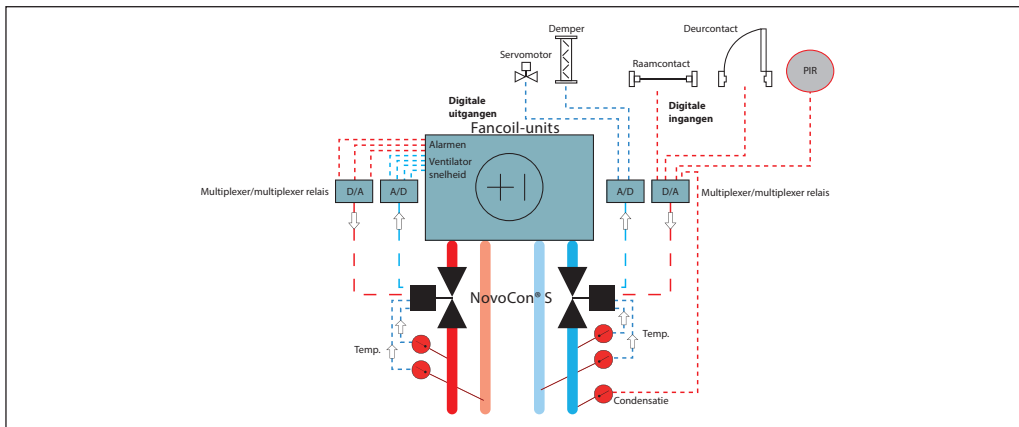 Demper
Deurcontact
Servomotor
Raamcontact
PIR
Digitale
uitgangen
Digitale
ingangen
Fancoil-units
Alarmen
Ventilator
snelheid
Multiplexer/multiplexer relais
D/A
A/D
A/D
D/A
Multiplexer/multiplexer relais
NovoCon® S
Temp.
Temp.
Condensatie